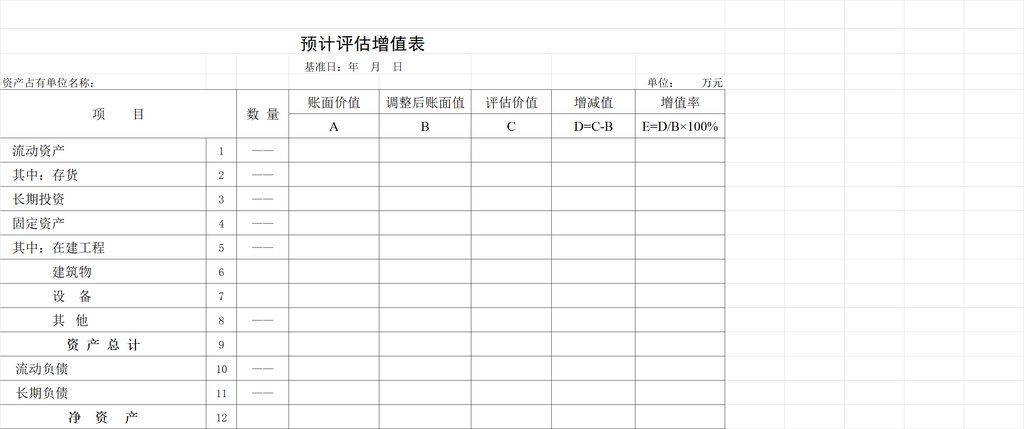 预计评估增值表
基准日：年 月 日
资产占有单位名称： 单位： 万元
项 目 数 量 账面价值 调整后账面值 评估价值 增减值 增值率
A B C D=C-B E=D/B×100%
流动资产 1 ——
其中：存货 2 ——
长期投资 3 ——
固定资产 4 ——
其中：在建工程 5 ——
建筑物 6
设 备 7
其 他 8 ——
资 产 总 计 9
流动负债 10 ——
长期负债 11 ——
净 资 产 12